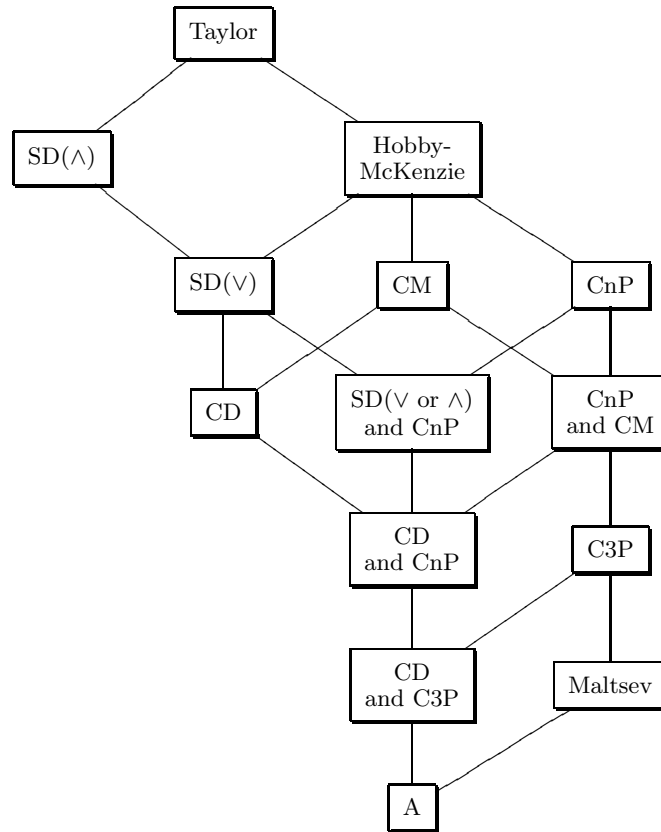 Taylor
SD(∧)
Hobby-
McKenzie
SD(∨)
CM
CnP
CD
SD(∨ or ∧)
and CnP
CnP
and CM
CD
and CnP
C3P
CD
and C3P
Maltsev
A